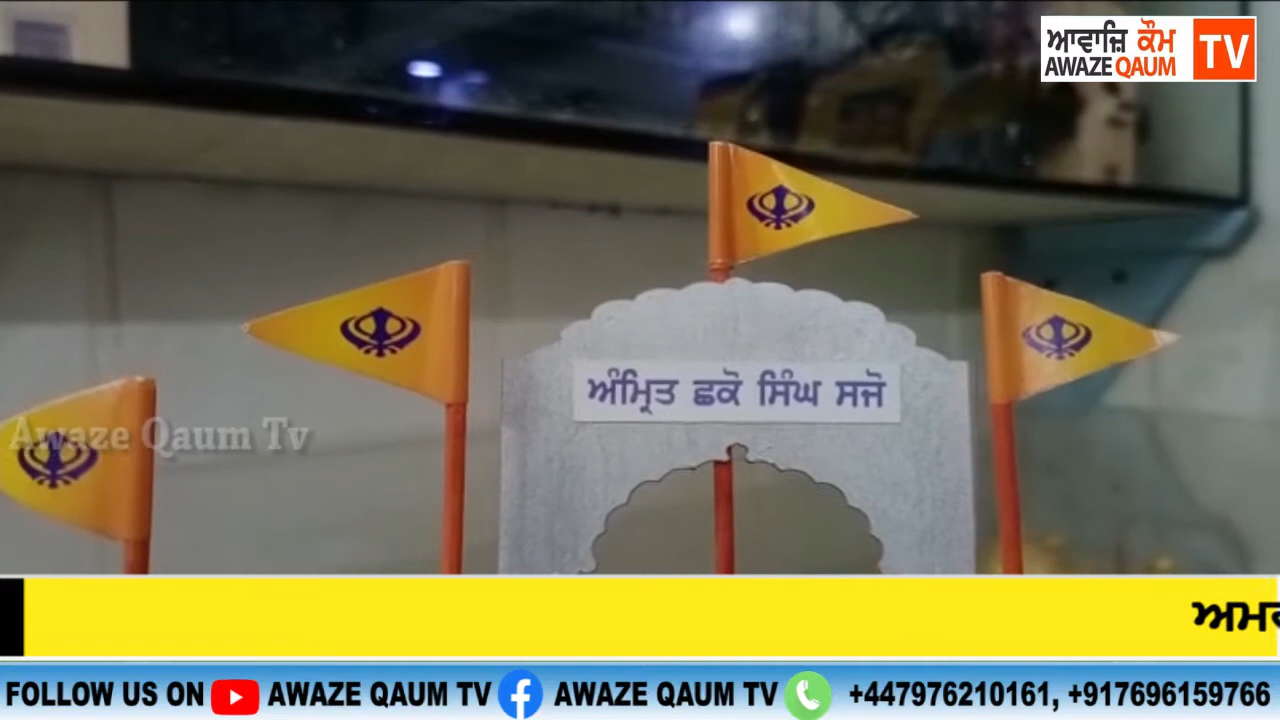 ਆਵਾਜ਼ਿ ਕੌਮ
AWAZE QAUM
TV
ਅੰਮ੍ਰਿਤ ਛਕੋ ਸਿੰਘ ਸਜੋ
Awaze Qaum Tv
FOLLOW US ON AWAZE QAUM TV AWAZE QAUM TV +447976210161, +917696159766